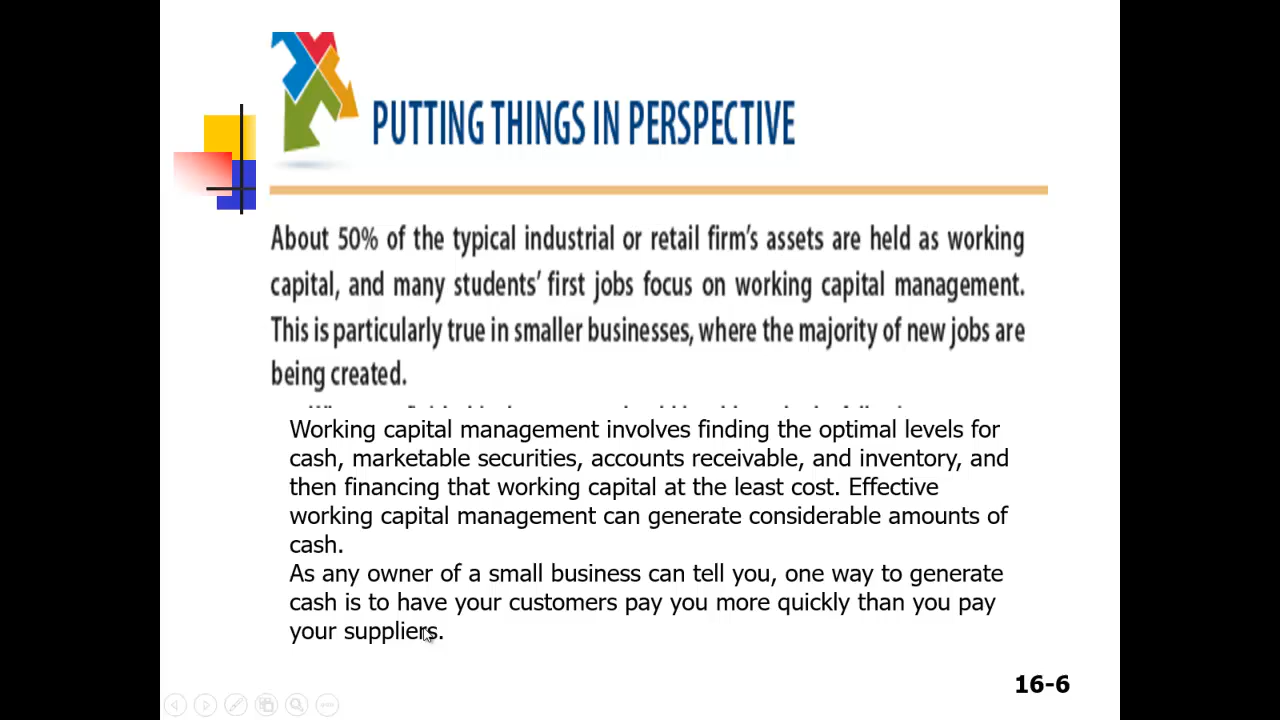 PUTTING THINGS IN PERSPECTIVE
About 50% of the typical industrial or retail firm's assets are held as working
capital, and many students' first jobs focus on working capital management.
This is particularly true in smaller businesses, where the majority of new jobs are
being created.
Working capital management involves finding the optimal levels for
cash, marketable securities, accounts receivable, and inventory, and
then financing that working capital at the least cost. Effective
working capital management can generate considerable amounts of
cash.
As any owner of a small business can tell you, one way to generate
cash is to have your customers pay you more quickly than you pay
your suppliers.
16-6